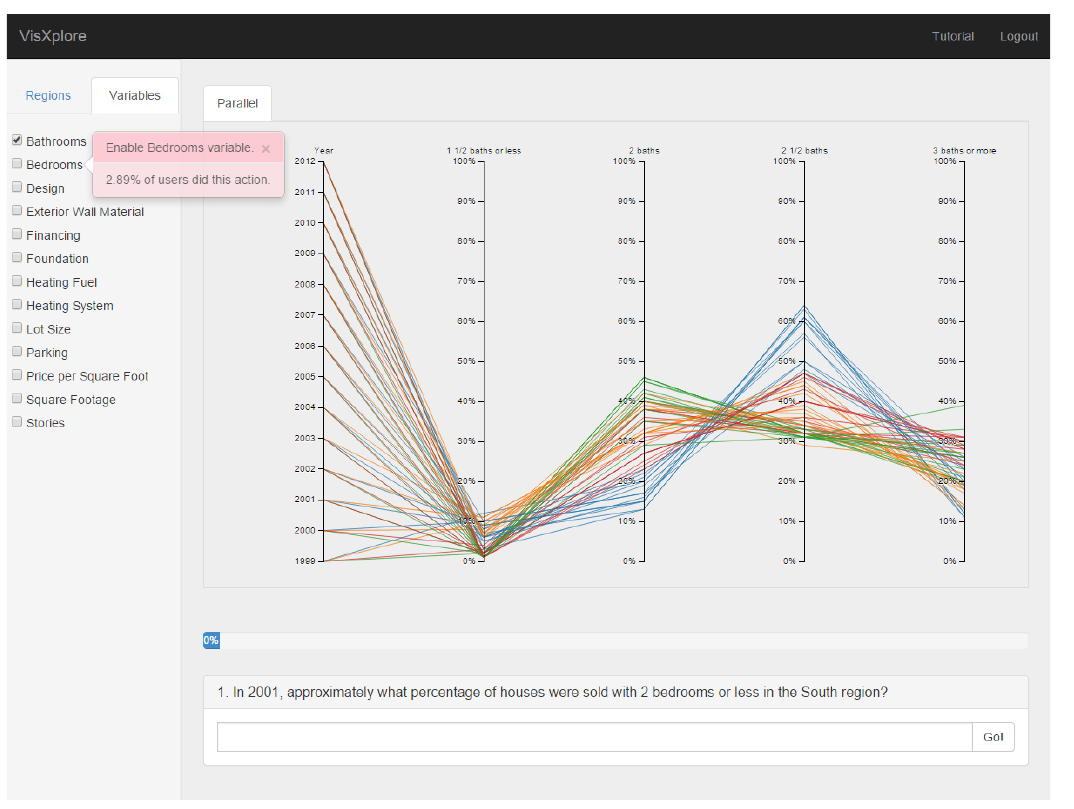 VisXplore Tutorial Logout
Regions Variables
Parallel
Bathrooms
Bedrooms
Design
Exterior Wall Material
Financing
Foundation
Heating Fuel
Heating System
Lot Size
Parking
Price per Square Foot
Square Footage
Stories
Enable Bedrooms variable. ×
2.89% of users did this action.
Year 1 1/2 baths or less 2 baths 2 1/2 baths 3 baths or more
2012 100% 100% 100% 100%
2011
90% 90% 90% 90%
2010
80% 80% 80% 80%
2009
2008 70% 70% 70% 70%
2007 60% 60% 60% 60%
2006
50% 50% 50% 50%
2005
2004 40% 40% 40% 40%
2003 30% 30% 30% 30%
2002
20% 20% 20% 20%
2001
2000 10% 10% 10% 10%
1999 0% 0% 0% 0%
0%
1. In 2001, approximately what percentage of houses were sold with 2 bedrooms or less in the South region?
Go!